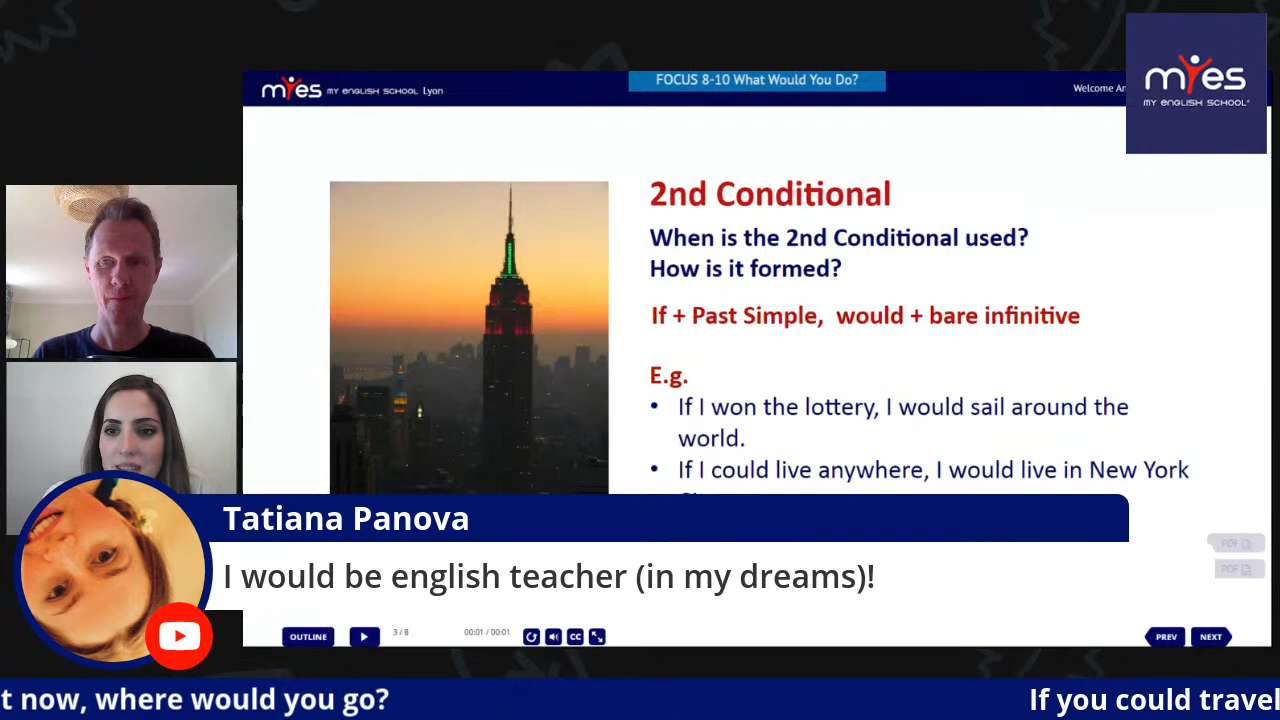 FOCUS 8-10 What Would You Do?
myes MY ENGLISH SCHOOL Lyon
Welcome
myes
MY ENGLISH SCHOOL
2nd Conditional
When is the 2nd Conditional used?
How is it formed?
If + Past Simple, would + bare infinitive
E.g.
• If I won the lottery, I would sail around the
world.
• If I could live anywhere, I would live in New York
Tatiana Panova
I would be english teacher (in my dreams)!
PDF
PDF
OUTLINE
3 / 8
00:01 / 00:01
CC
PREV
NEXT
t now, where would you go?
If you could travel